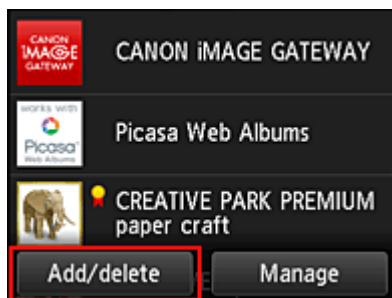 CANON
iMAGE
GATEWAY
CANON iMAGE GATEWAY
works with
Picasa
Web Albums
Picasa Web Albums
CREATIVE PARK PREMIUM
paper craft
Add/delete
Manage